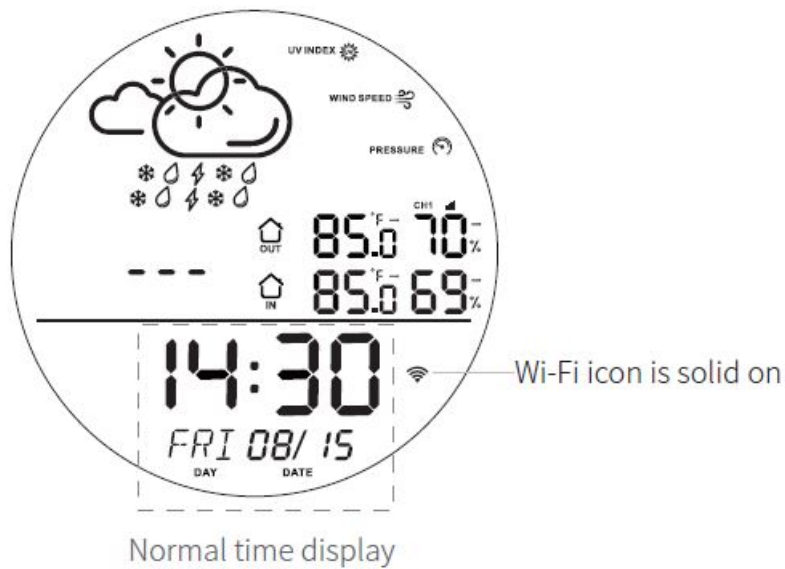 UV INDEX UV
WIND SPEED
PRESSURE
CH1
OUT 85.0 °F 70 %
- - -
IN 85.0 °F 69 %
14:30
Wi-Fi icon is solid on
FRI 08/15
DAY DATE
Normal time display